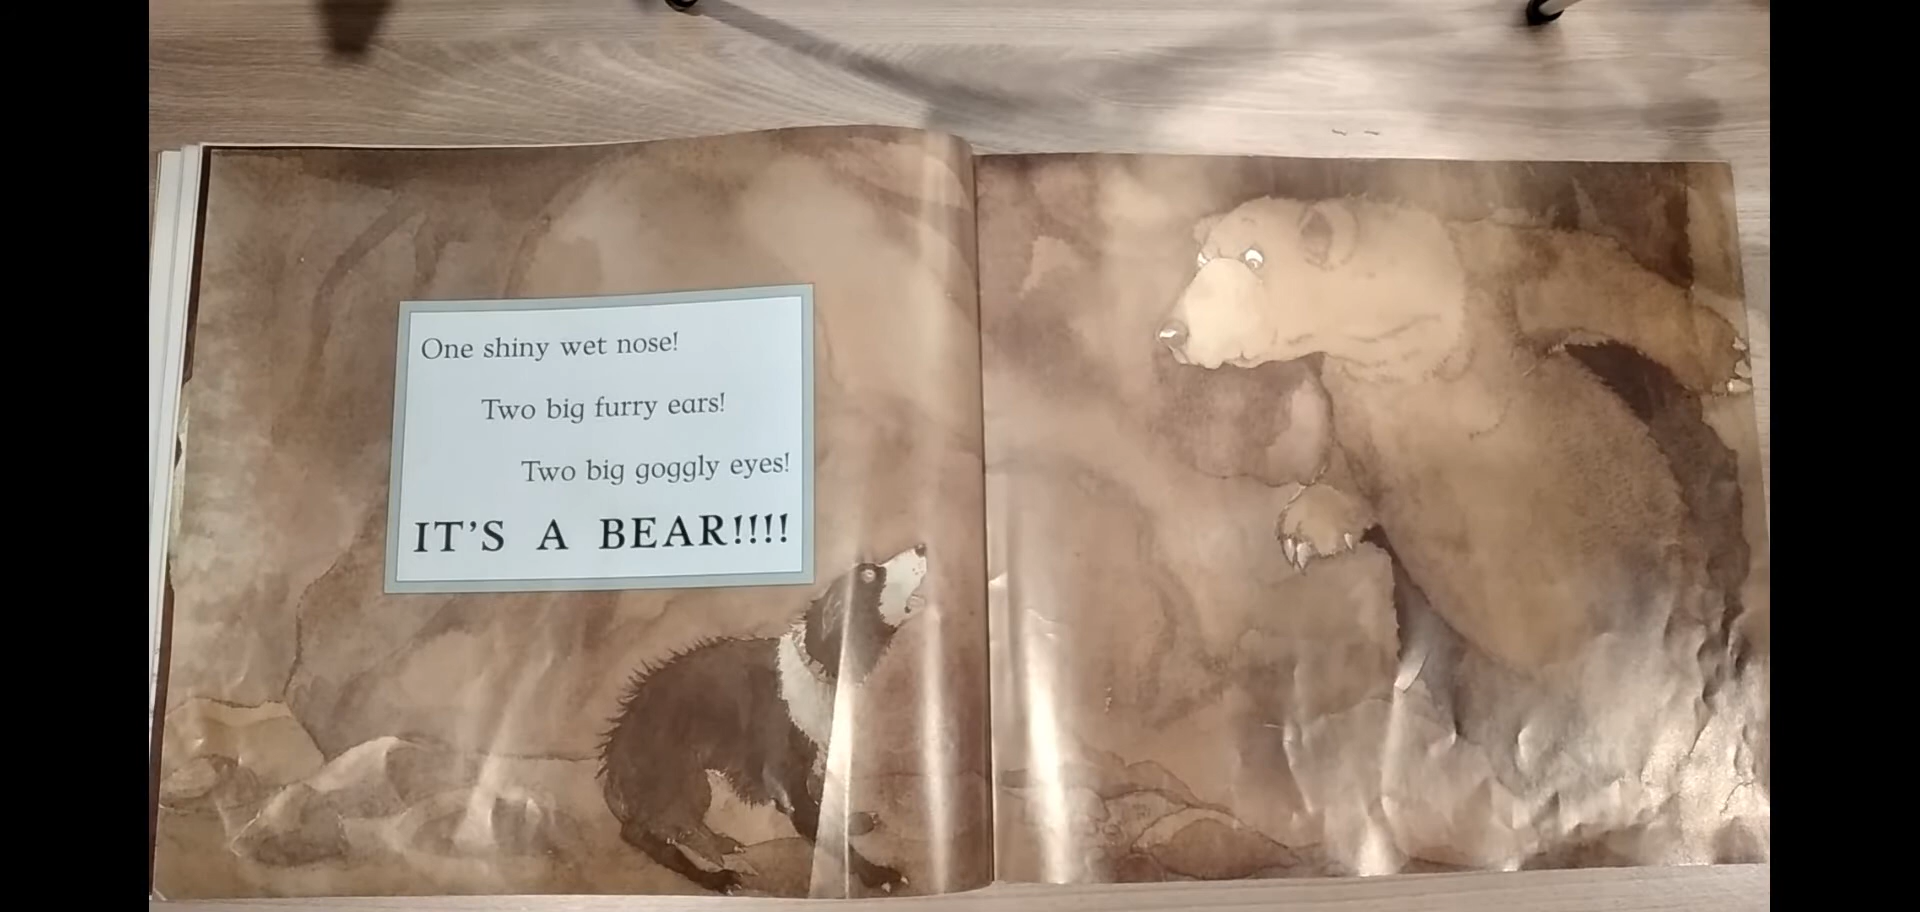 One shiny wet nose!
Two big furry ears!
Two big goggly eyes!
IT'S A BEAR!!!!